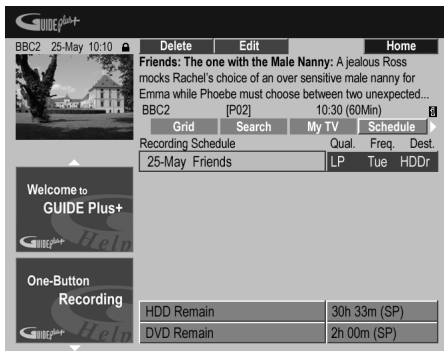 GUIDE Plus+
BBC2 25-May 10:10
Delete Edit Home
Friends: The one with the Male Nanny: A jealous Ross
mocks Rachel's choice of an over sensitive male nanny for
Emma while Phoebe must choose between two unexpected...
BBC2 [P02] 10:30 (60Min)
Grid Search My TV Schedule
Recording Schedule Qual. Freq. Dest.
25-May Friends LP Tue HDDr
Welcome to
GUIDE Plus+
GUIDE Plus+ Help
One-Button
Recording
GUIDE Plus+ Help
HDD Remain 30h 33m (SP)
DVD Remain 2h 00m (SP)